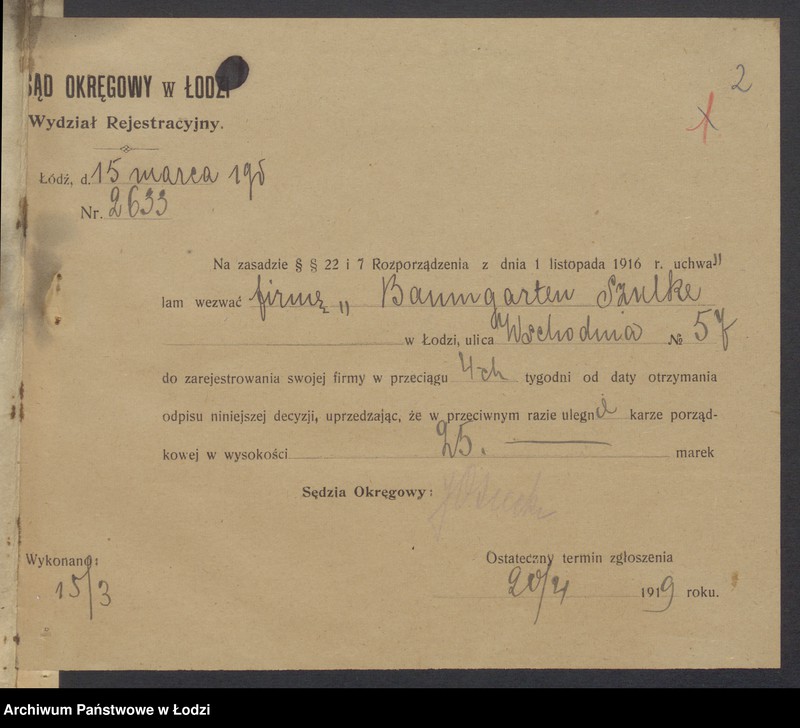 SĄD OKRĘGOWY w ŁODZI
2
1
Wydział Rejestracyjny.
Łódź, d. 15 marca 19
Nr. 2633
Na zasadzie § § 22 i 7 Rozporządzenia z dnia 1 listopada 1916 r. uchwa"
lam wezwać firmę „ Baumgarten Szulke
w Łodzi, ulica Wschodnia № 57
do zarejestrowania swojej firmy w przeciągu 4-ch tygodni od daty otrzymania
odpisu niniejszej decyzji, uprzedzając, że w przeciwnym razie ulegnie karze porząd-
kowej w wysokości 25. — marek
Sędzia Okręgowy:
Wykonano:
15/3
Ostateczny termin zgłoszenia
20/4 1919 roku.
Archiwum Państwowe w Łodzi